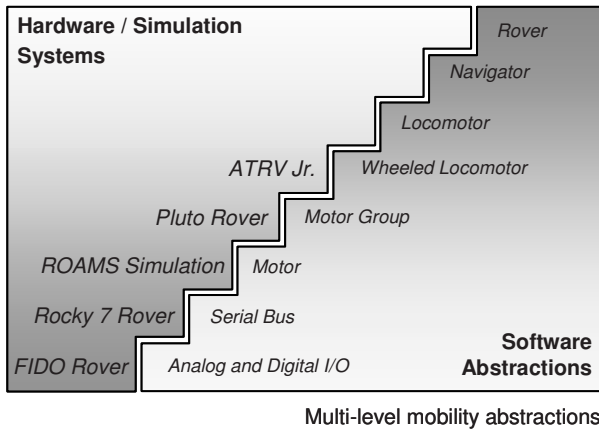 Hardware / Simulation
Systems
Rover
Navigator
Locomotor
ATRV Jr.
Wheeled Locomotor
Pluto Rover
Motor Group
ROAMS Simulation
Motor
Rocky 7 Rover
Serial Bus
FIDO Rover
Analog and Digital I/O
Software
Abstractions
Multi-level mobility abstractions